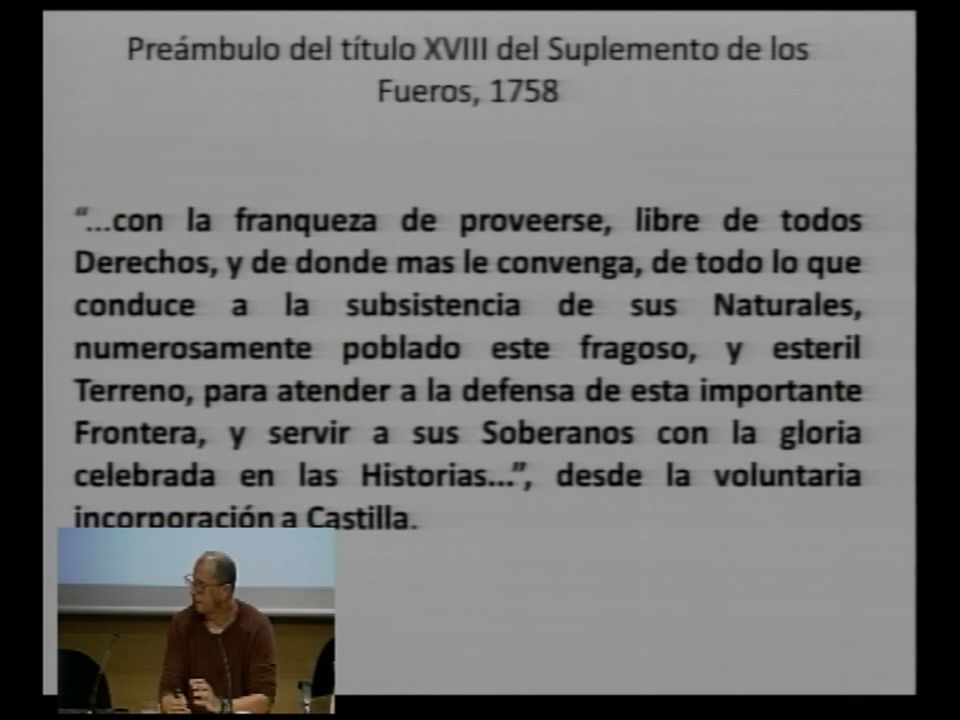 Preámbulo del título XVIII del Suplemento de los
Fueros, 1758
“...con la franqueza de proveerse, libre de todos
Derechos, y de donde mas le convenga, de todo lo que
conduce a la subsistencia de sus Naturales,
numerosamente poblado este fragoso, y esteril
Terreno, para atender a la defensa de esta importante
Frontera, y servir a sus Soberanos con la gloria
celebrada en las Historias...”, desde la voluntaria
incorporación a Castilla.